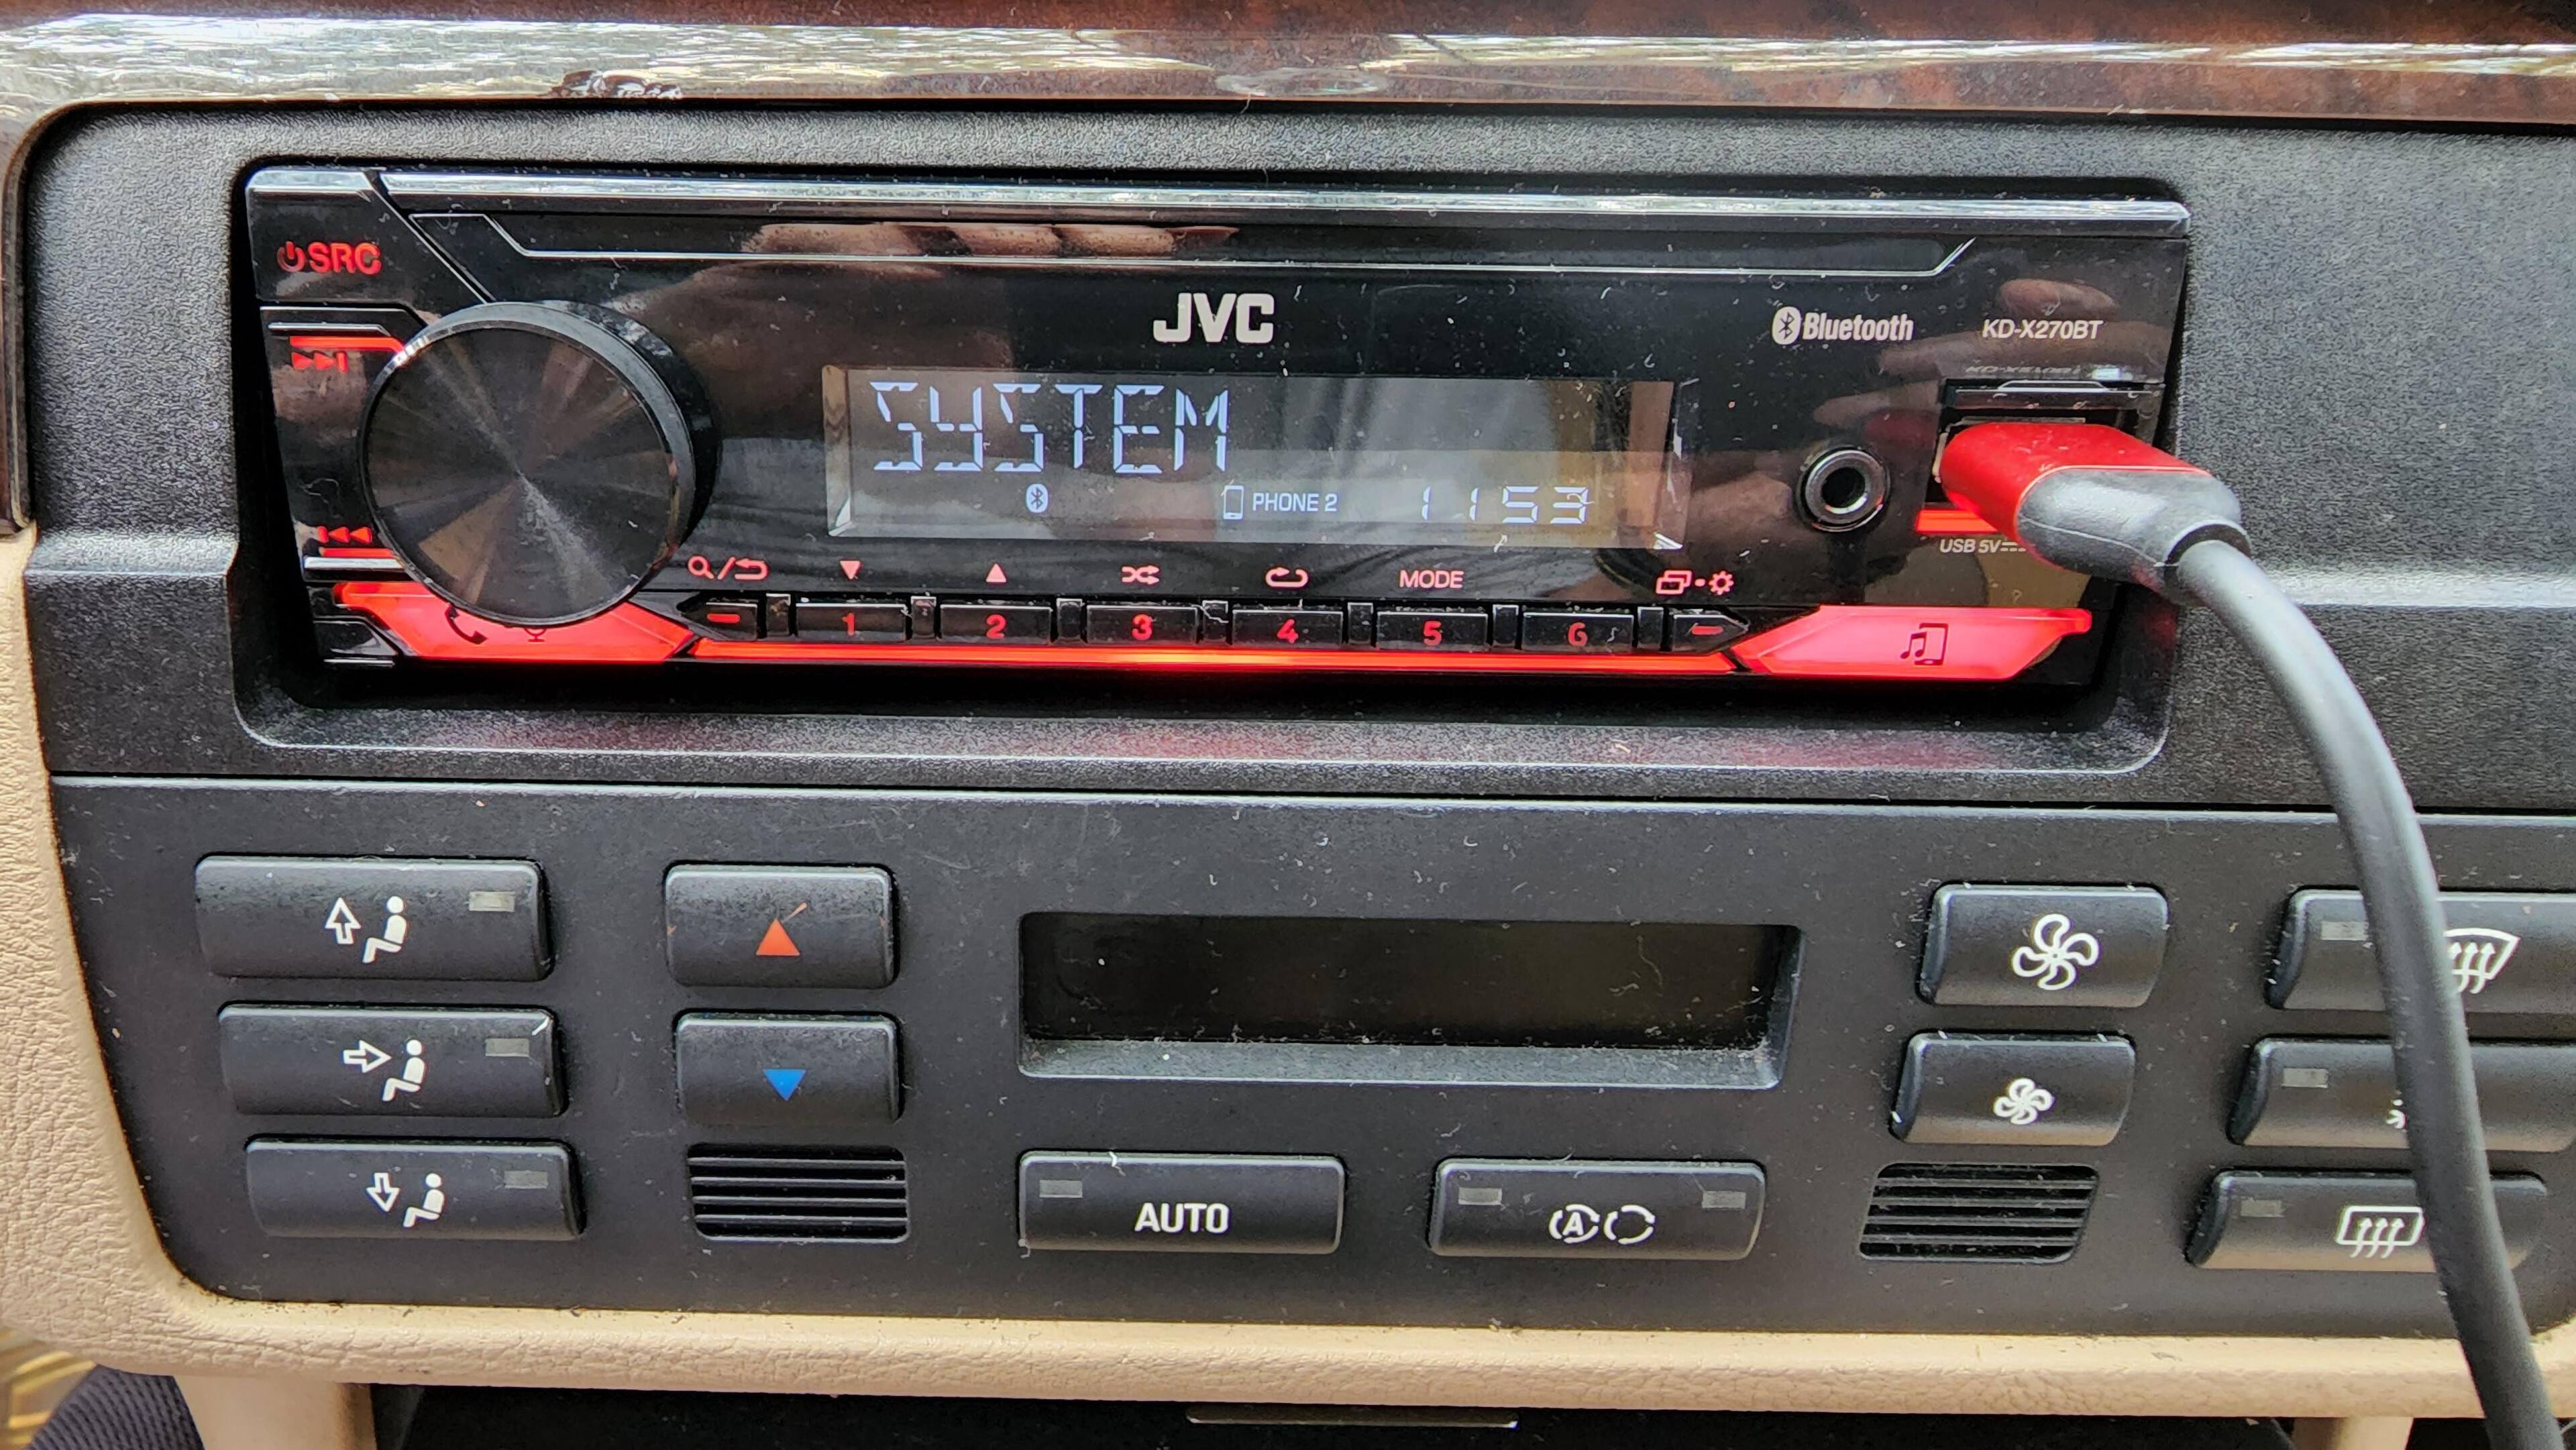 SRC
JVC
Bluetooth
KD-X270BT
SYSTEM
PHONE 2
11 53
USB 5V
MODE
1 2 3 4 5 6
AUTO
A